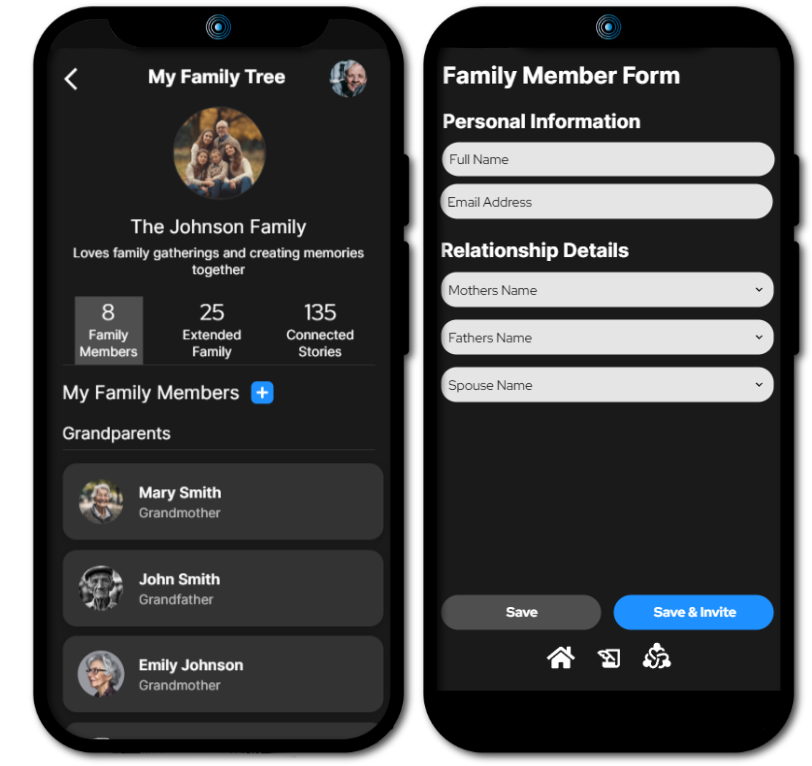 My Family Tree
The Johnson Family
Loves family gatherings and creating memories
together
8
Family
Members
25
Extended
Family
135
Connected
Stories
My Family Members +
Grandparents
Mary Smith
Grandmother
John Smith
Grandfather
Emily Johnson
Grandmother
Family Member Form
Personal Information
Full Name
Email Address
Relationship Details
Mothers Name
Fathers Name
Spouse Name
Save
Save & Invite